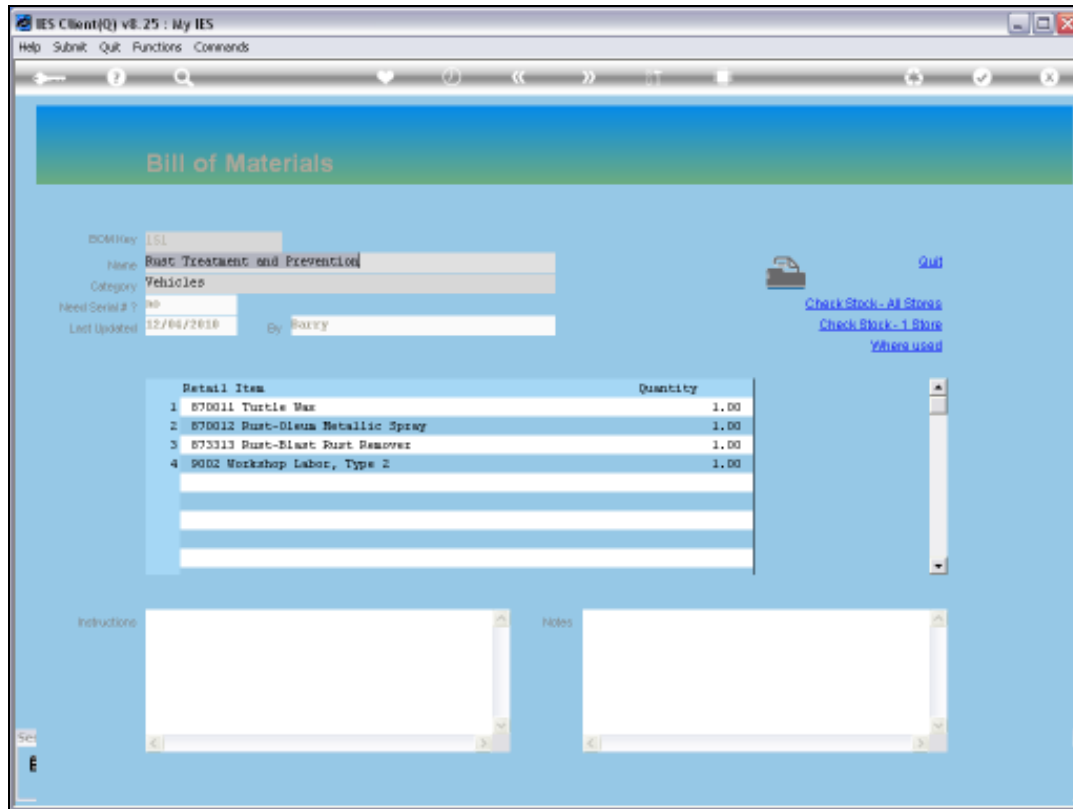 IES Client(Q) v8.25 : My IES
Help Submit Quit Functions Commands
Bill of Materials
BOM Key 151
Name Rust Treatment and Prevention
Quit
Category Vehicles
Need Serial # ? no
Check Stock - All Stores
Last Updated 12/06/2010 By Barry
Check Stock - 1 Store
Where used
Retail Item Quantity
1 870011 Turtle Wax 1.00
2 870012 Rust-Oleum Metallic Spray 1.00
3 873313 Rust-Blast Rust Remover 1.00
4 9002 Workshop Labor, Type 2 1.00
Instructions Notes